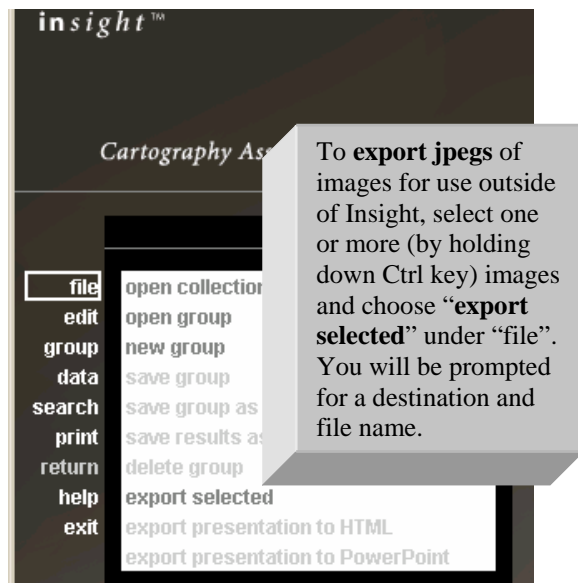 insight™
Cartography Ass
To export jpegs of
images for use outside
of Insight, select one
or more (by holding
down Ctrl key) images
and choose “export
selected” under “file”.
You will be prompted
for a destination and
file name.
file
edit
group
data
search
print
return
help
exit
open collection
open group
new group
save group
save group as
save results as
delete group
export selected
export presentation to HTML
export presentation to PowerPoint